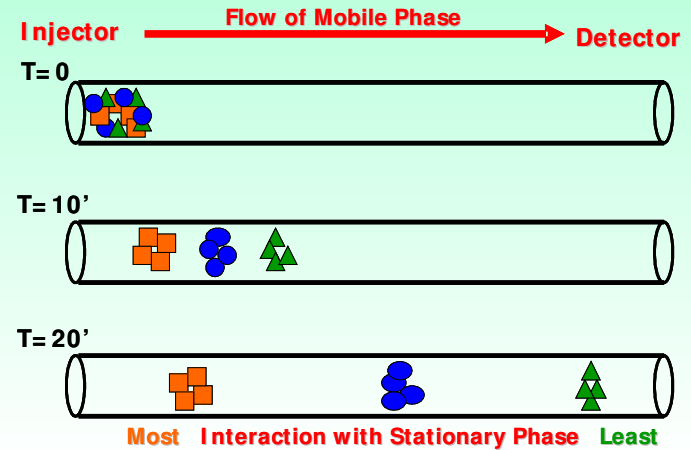 Flow of Mobile Phase
Injector
Detector
T=0
T=10’
T=20’
Most Interaction with Stationary Phase Least